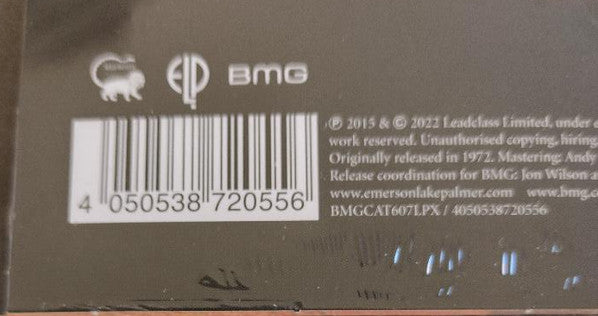 ELP BMG
℗ 2015 & © 2022 Leadclass Limited, under
work reserved. Unauthorised copying, hiring,
Originally released in 1972. Mastering: Andy
Release coordination for BMG: Jon Wilson
www.emersonlakepalmer.com www.bmg.
BMGCAT607LPX / 4050538720556
4 050538 720556